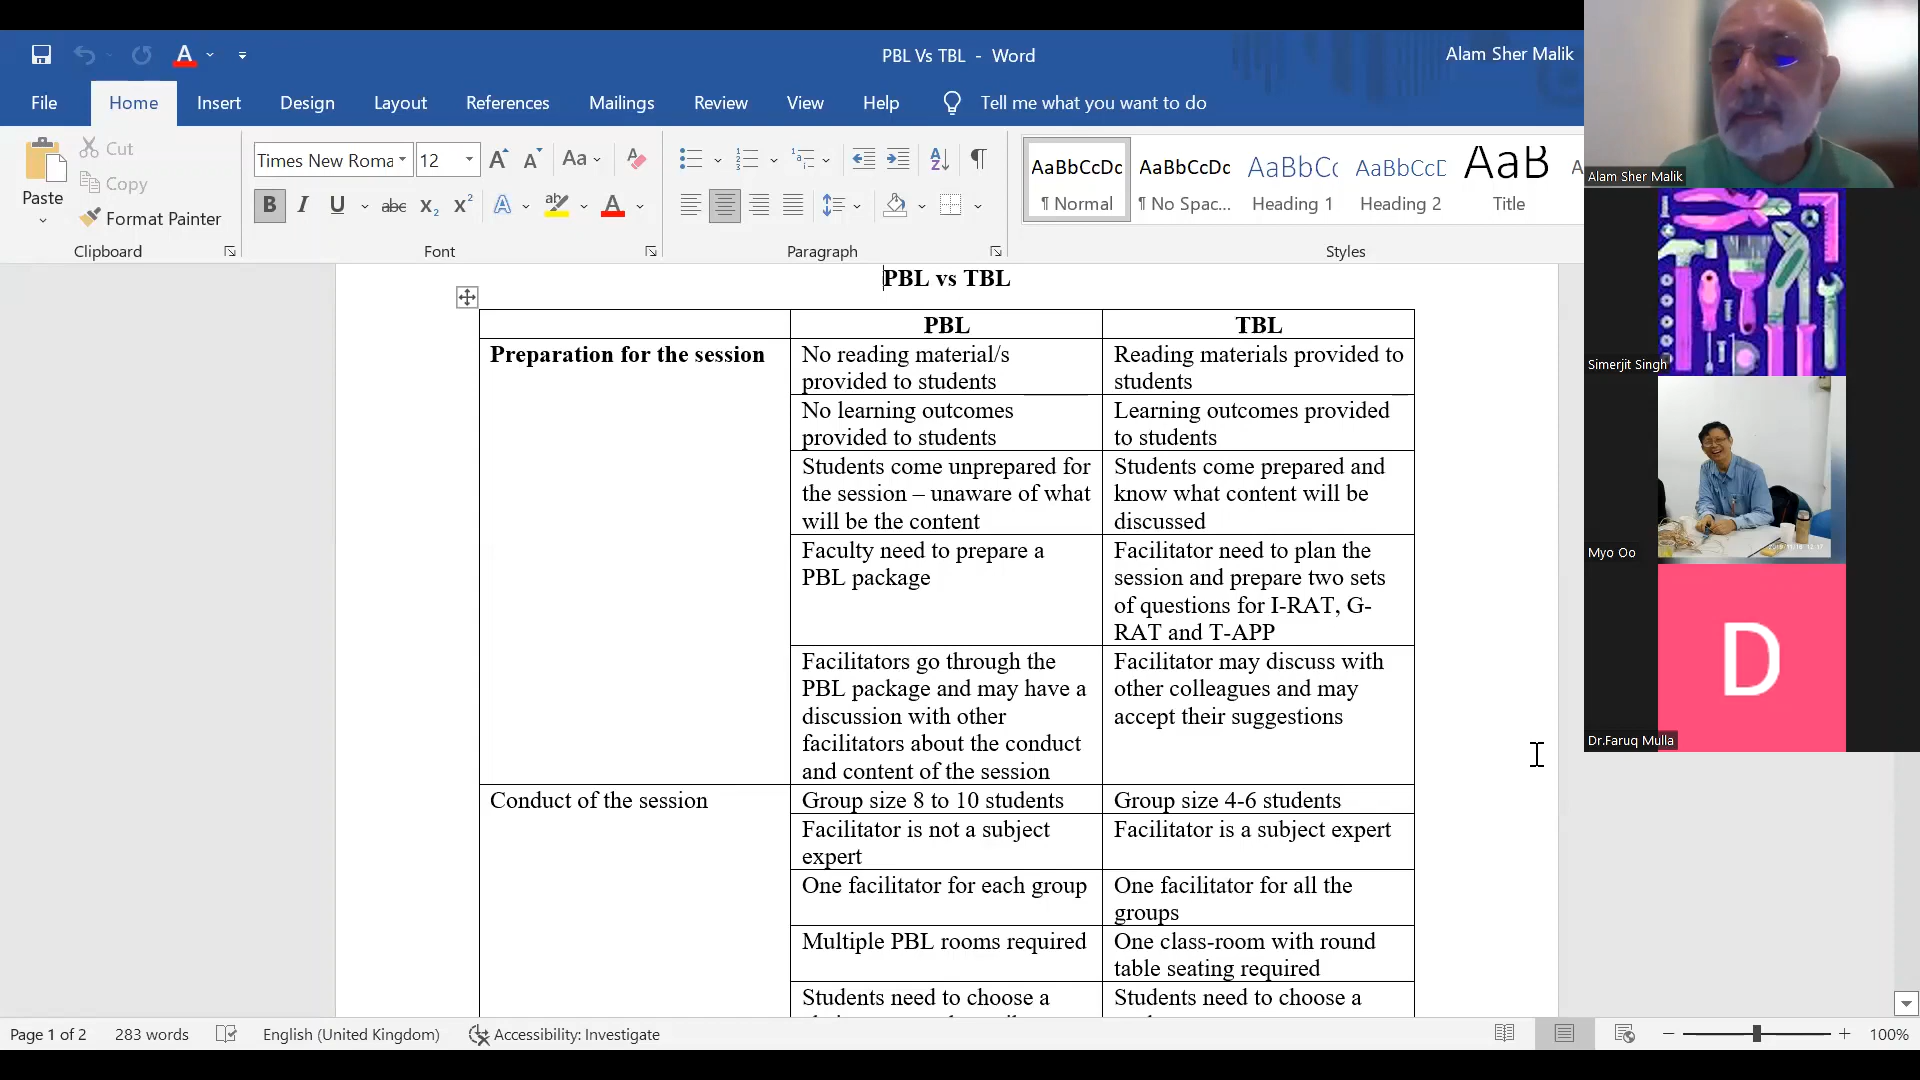 PBL Vs TBL - Word
Alam Sher Malik
File
Home
Insert
Design
Layout
References
Mailings
Review
View
Help
Tell me what you want to do
Paste
Cut
Copy
Format Painter
Clipboard
Times New Roma
12
Font
Paragraph
AaBbCcDc
¶ Normal
AaBbCcDc
¶ No Spac...
AaBbCc
Heading 1
AaBbCcD
Heading 2
AaB
Title
Styles
PBL vs TBL
PBL
TBL
Preparation for the session
No reading material/s
provided to students
Reading materials provided to
students
No learning outcomes
provided to students
Learning outcomes provided
to students
Students come unprepared for
the session – unaware of what
will be the content
Students come prepared and
know what content will be
discussed
Faculty need to prepare a
PBL package
Facilitator need to plan the
session and prepare two sets
of questions for I-RAT, G-
RAT and T-APP
Facilitators go through the
PBL package and may have a
discussion with other
facilitators about the conduct
and content of the session
Facilitator may discuss with
other colleagues and may
accept their suggestions
Conduct of the session
Group size 8 to 10 students
Group size 4-6 students
Facilitator is not a subject
expert
Facilitator is a subject expert
One facilitator for each group
One facilitator for all the
groups
Multiple PBL rooms required
One class-room with round
table seating required
Students need to choose a
Students need to choose a
Page 1 of 2
283 words
English (United Kingdom)
Accessibility: Investigate
100%
Alam Sher Malik
Simerjit Singh
Myo Oo
D
Dr.Faruq Mulla